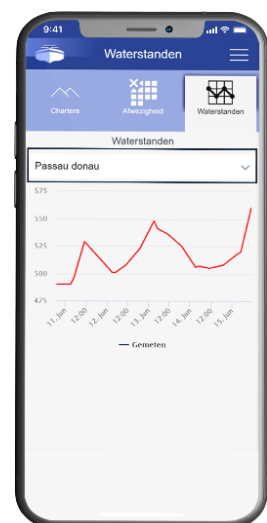 9:41
Waterstanden
Charters
Afwezigheid
Waterstanden
Waterstanden
Passau donau
575
550
525
500
475
11. Jun
12:00
12. Jun
12:00
13. Jun
12:00
14. Jun
12:00
15. Jun
Gemeten